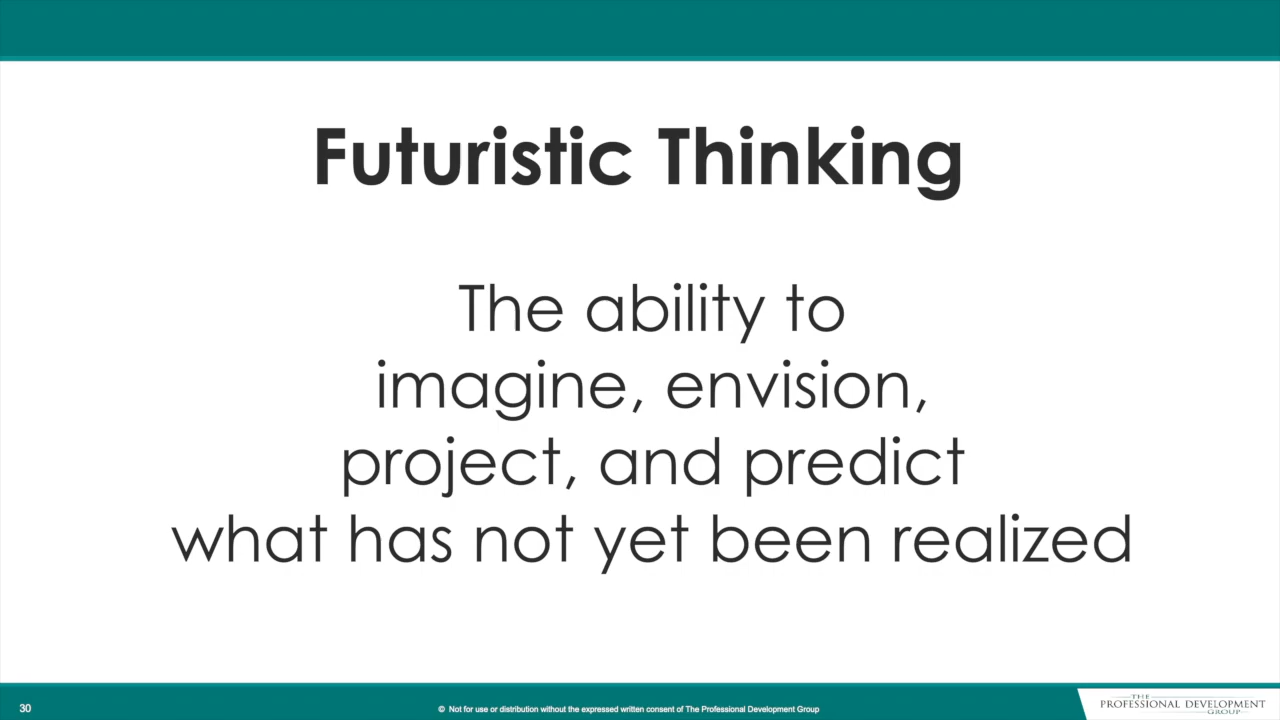 Futuristic Thinking
The ability to
imagine, envision,
project, and predict
what has not yet been realized
30
© Not for use or distribution without the expressed written consent of The Professional Development Group
THE
PROFESSIONAL DEVELOPMENT
GROUP